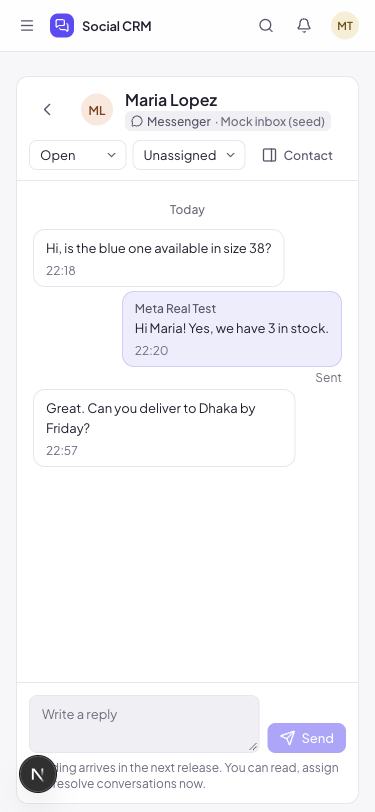 Social CRM
MT
ML
Maria Lopez
Messenger · Mock inbox (seed)
Open
Unassigned
Contact
Today
Hi, is the blue one available in size 38?
22:18
Meta Real Test
Hi Maria! Yes, we have 3 in stock.
22:20
Sent
Great. Can you deliver to Dhaka by
Friday?
22:57
Write a reply
Send
arrives in the next release. You can read, assign
resolve conversations now.
N